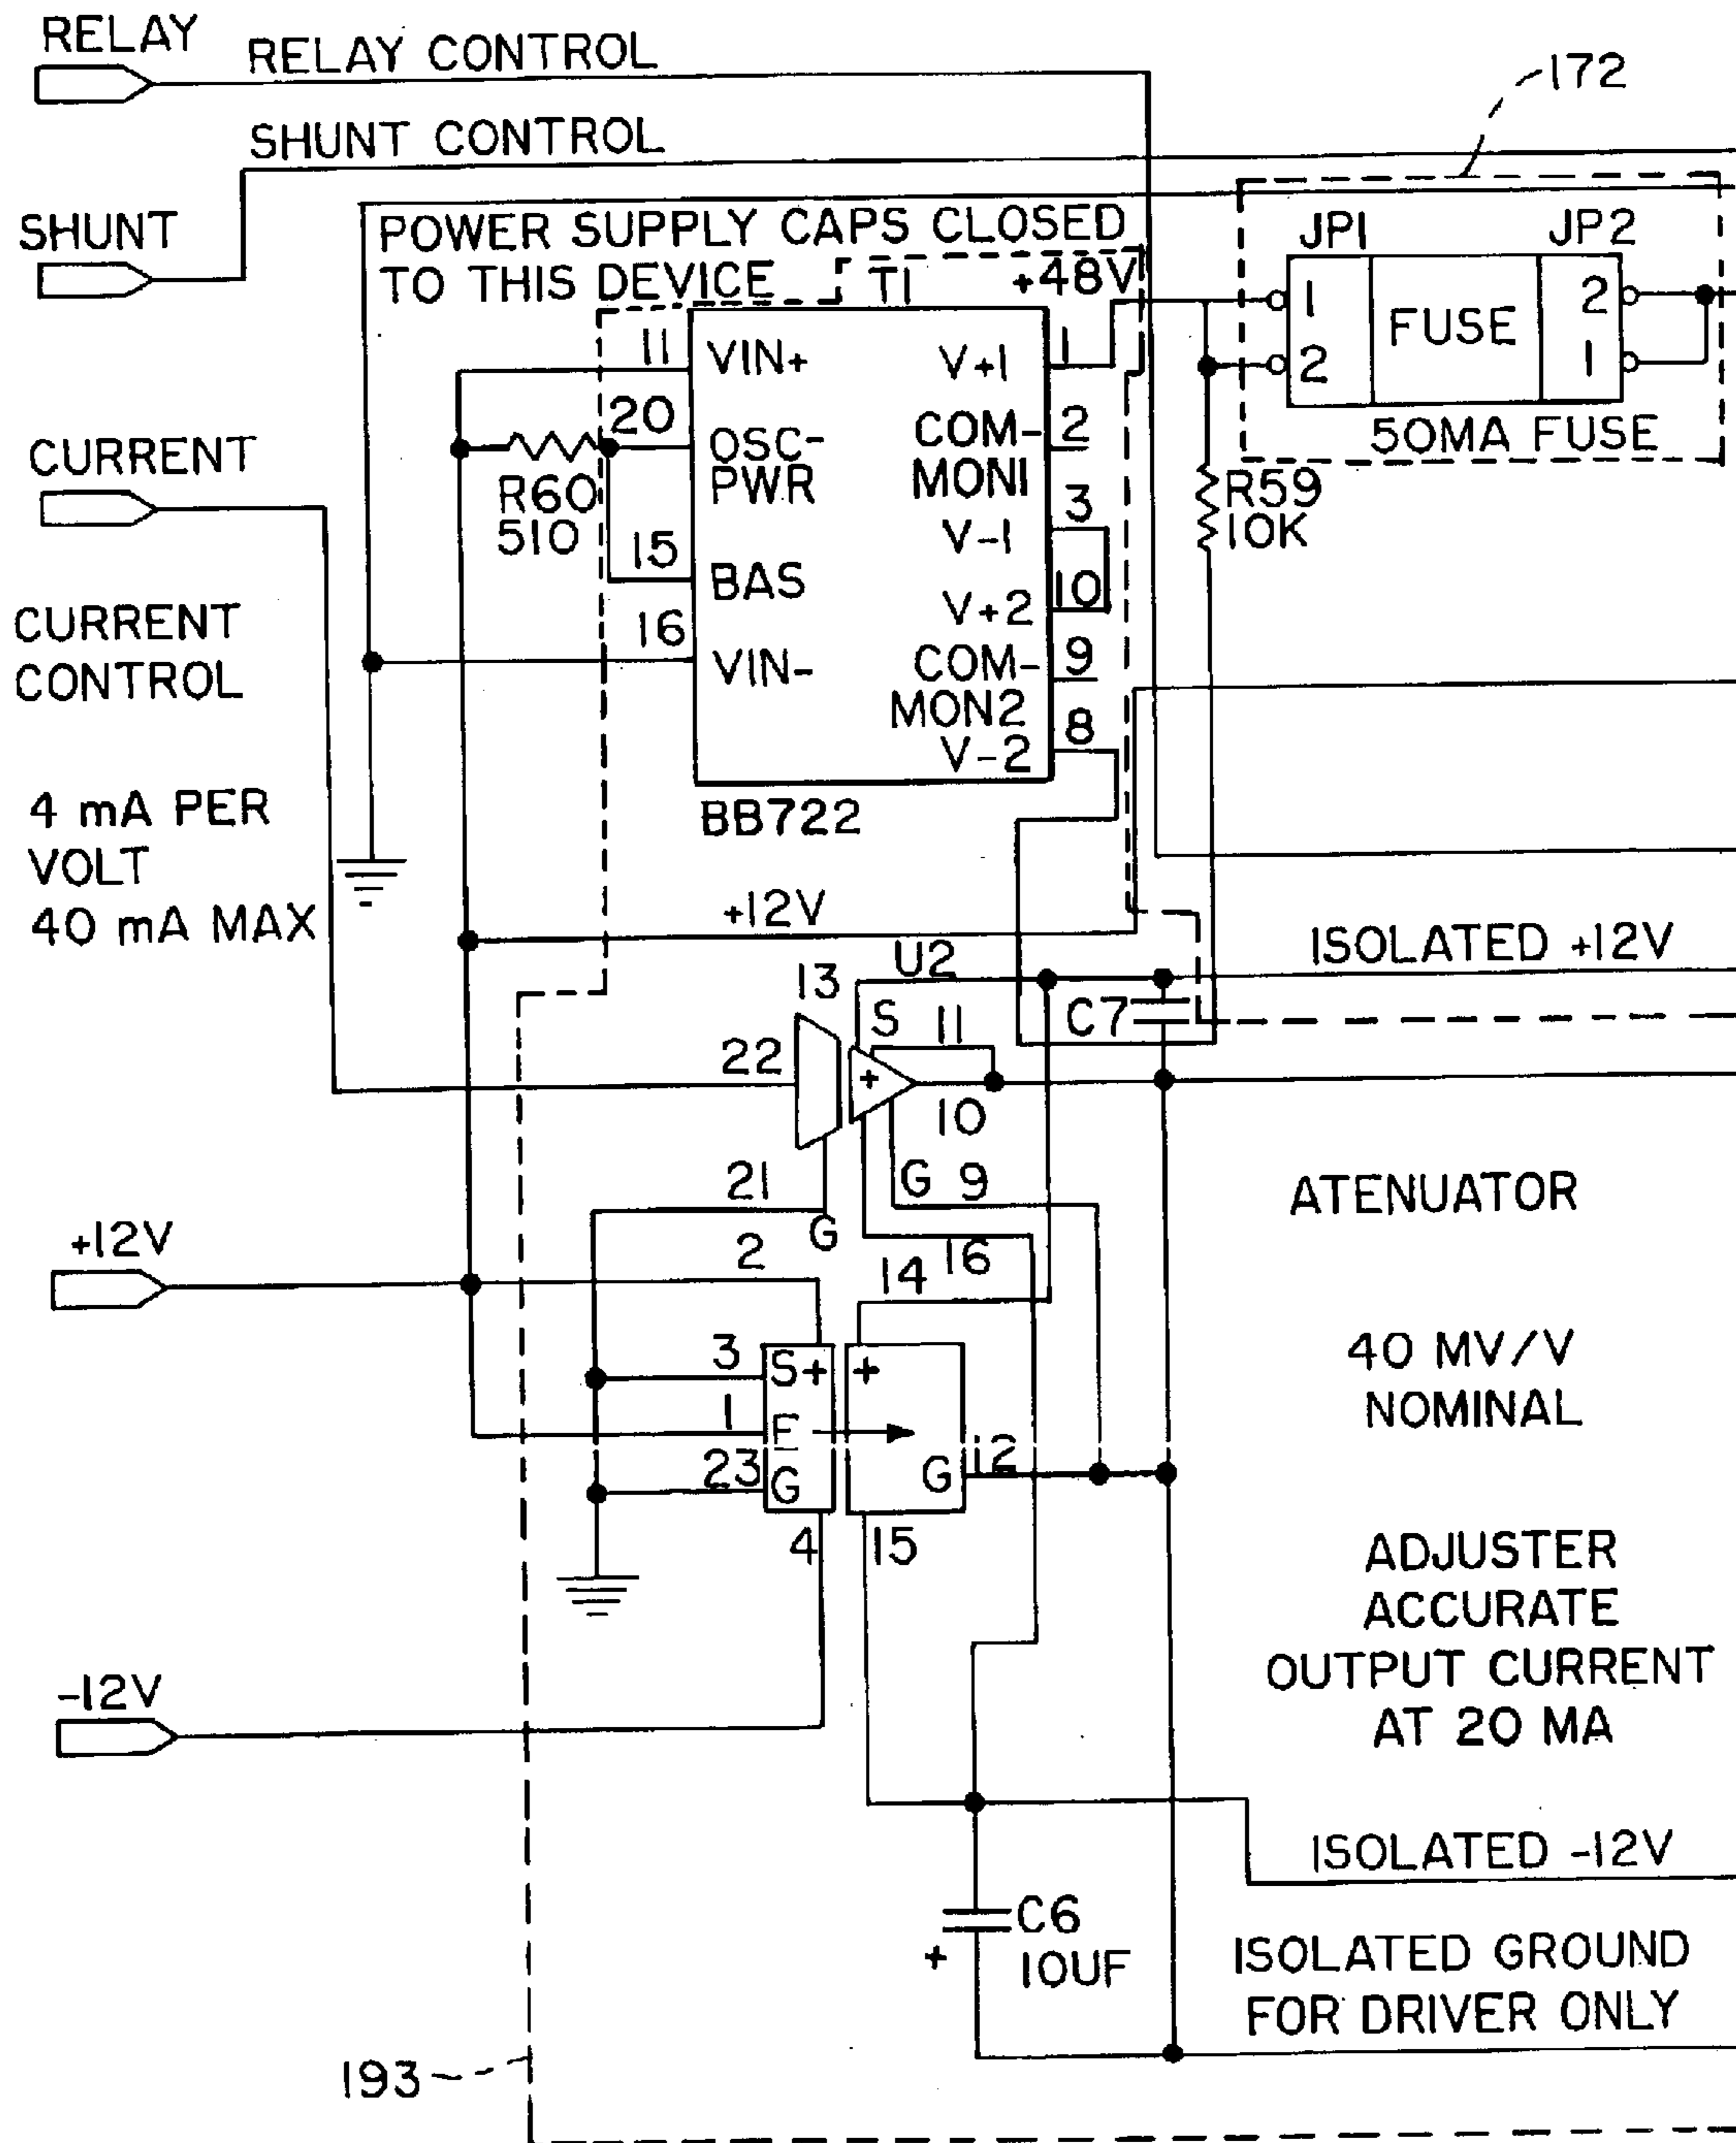 RELAY
RELAY CONTROL
172
SHUNT CONTROL
SHUNT
POWER SUPPLY CAPS CLOSED
TO THIS DEVICE
T1
+48V
JP1
JP2
1
2
FUSE
2
1
50MA FUSE
11
VIN+
V+1
1
20
OSC-
PWR
COM-
MON1
2
R60
510
3
V-1
R59
10K
CURRENT
15
BAS
10
V+2
16
VIN-
COM-
MON2
9
V-2
8
BB722
CURRENT
CONTROL
4 mA PER
VOLT
40 mA MAX
+12V
ISOLATED +12V
U2
13
S
11
C7
22
+
10
21
G
9
G
16
ATENUATOR
+12V
2
14
3
S+
+
1
E
23
G
G
12
4
15
40 MV/V
NOMINAL
ADJUSTER
ACCURATE
OUTPUT CURRENT
AT 20 MA
-12V
ISOLATED -12V
C6
+
10UF
ISOLATED GROUND
FOR DRIVER ONLY
193